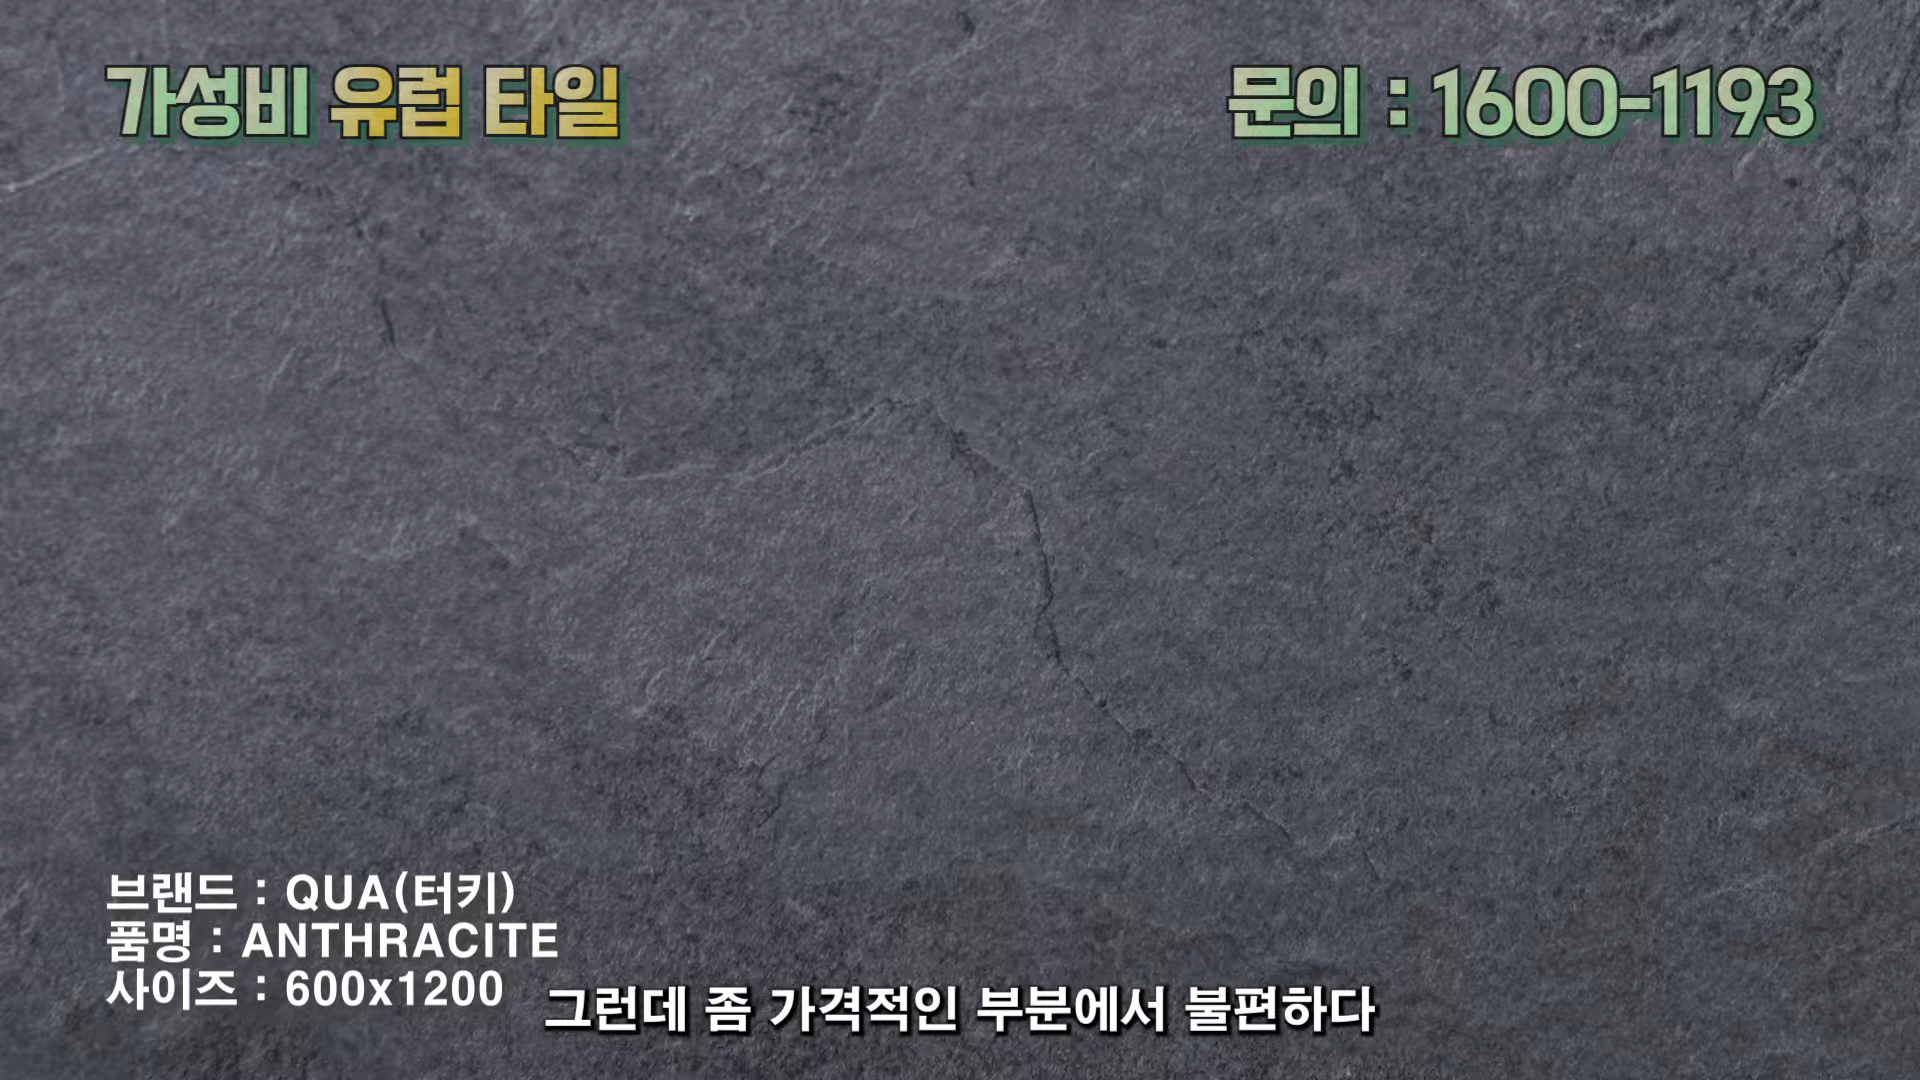 가성비 유럽 타일
문의 : 1600-1193
브랜드 : QUA(터키)
품명 : ANTHRACITE
사이즈 : 600x1200
그런데 좀 가격적인 부분에서 불편하다